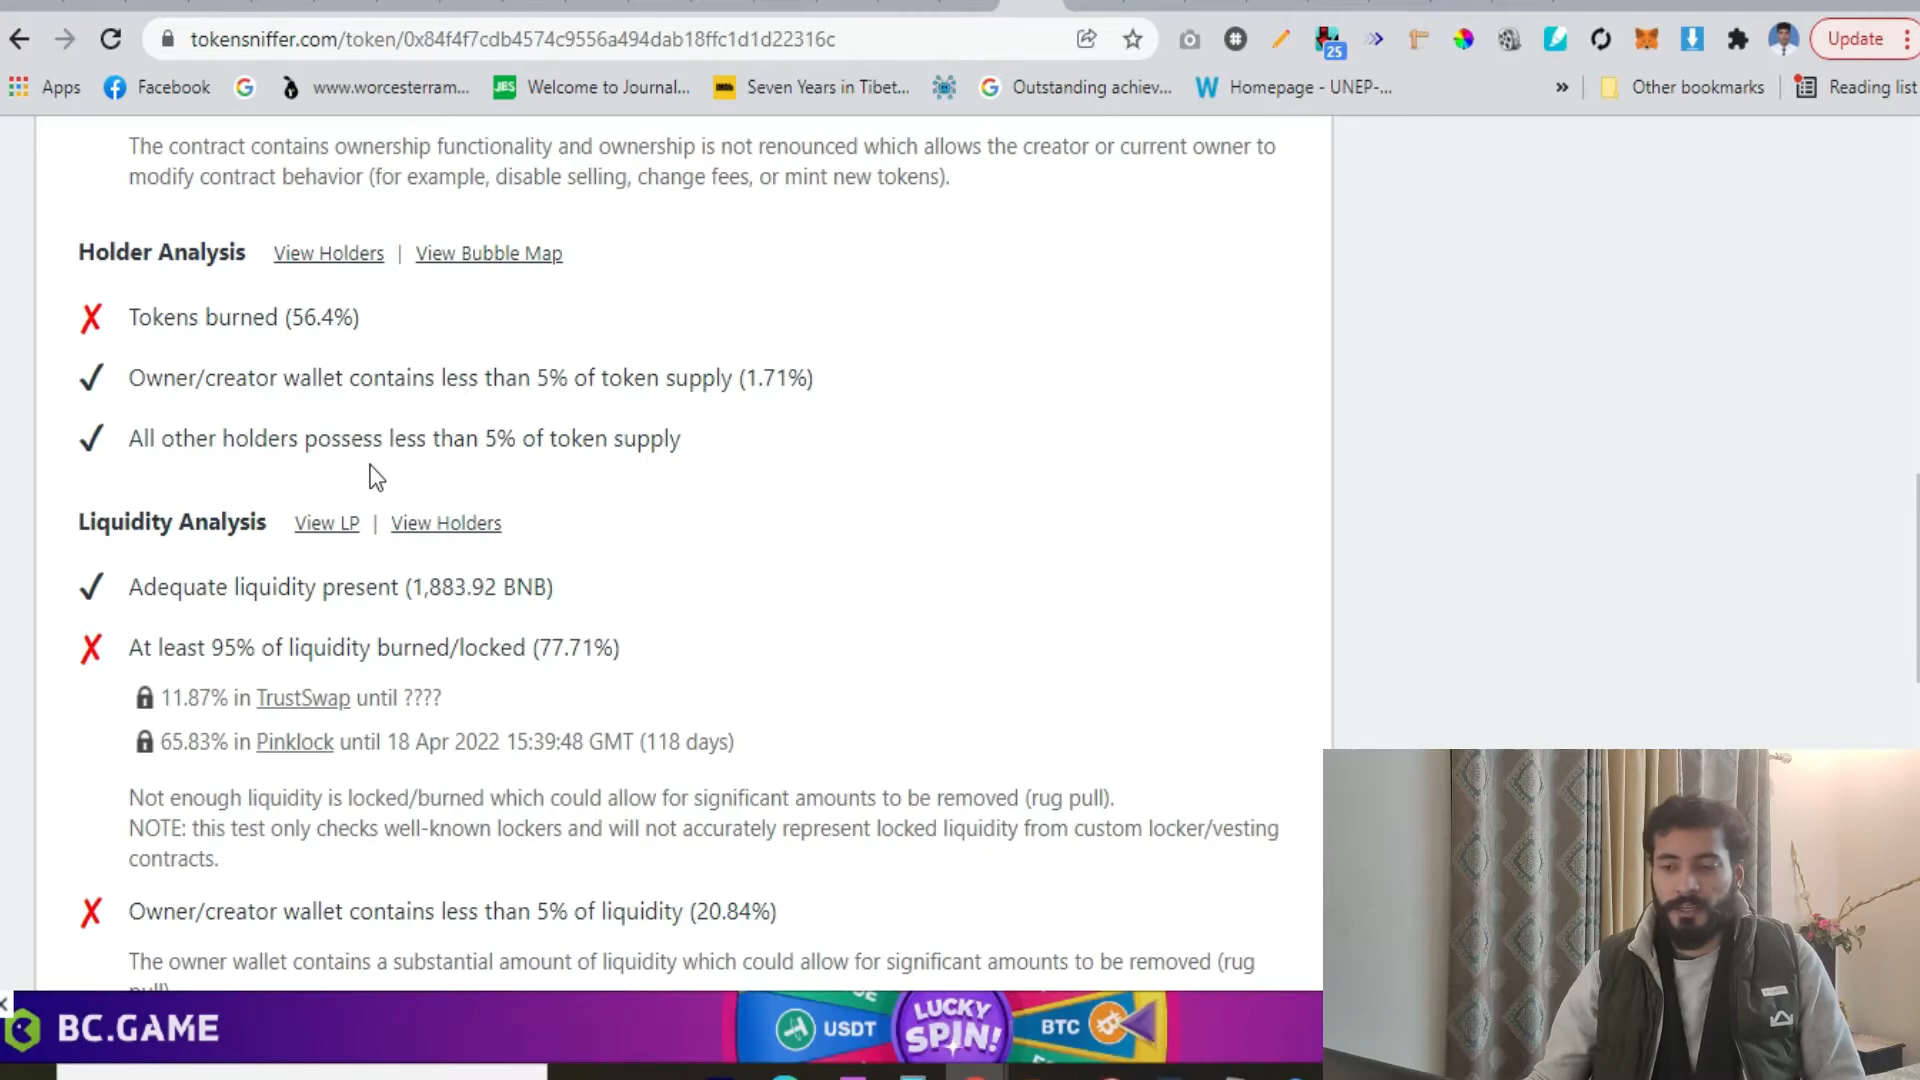 tokensniffer.com/token/0x84f4f7cdb4574c9556a494dab18ffc1d1d22316c
25
Update
Apps
Facebook
www.worcesterram...
JES
Welcome to Journal...
Seven Years in Tibet...
Outstanding achiev...
Homepage - UNEP-...
»
Other bookmarks
Reading list
The contract contains ownership functionality and ownership is not renounced which allows the creator or current owner to
modify contract behavior (for example, disable selling, change fees, or mint new tokens).
Holder Analysis View Holders | View Bubble Map
✗ Tokens burned (56.4%)
✓ Owner/creator wallet contains less than 5% of token supply (1.71%)
✓ All other holders possess less than 5% of token supply
Liquidity Analysis View LP | View Holders
✓ Adequate liquidity present (1,883.92 BNB)
✗ At least 95% of liquidity burned/locked (77.71%)
11.87% in TrustSwap until ????
65.83% in Pinklock until 18 Apr 2022 15:39:48 GMT (118 days)
Not enough liquidity is locked/burned which could allow for significant amounts to be removed (rug pull).
NOTE: this test only checks well-known lockers and will not accurately represent locked liquidity from custom locker/vesting
contracts.
✗ Owner/creator wallet contains less than 5% of liquidity (20.84%)
The owner wallet contains a substantial amount of liquidity which could allow for significant amounts to be removed (rug
pull)
BC.GAME
USDT
LUCKY
SPIN!
BTC